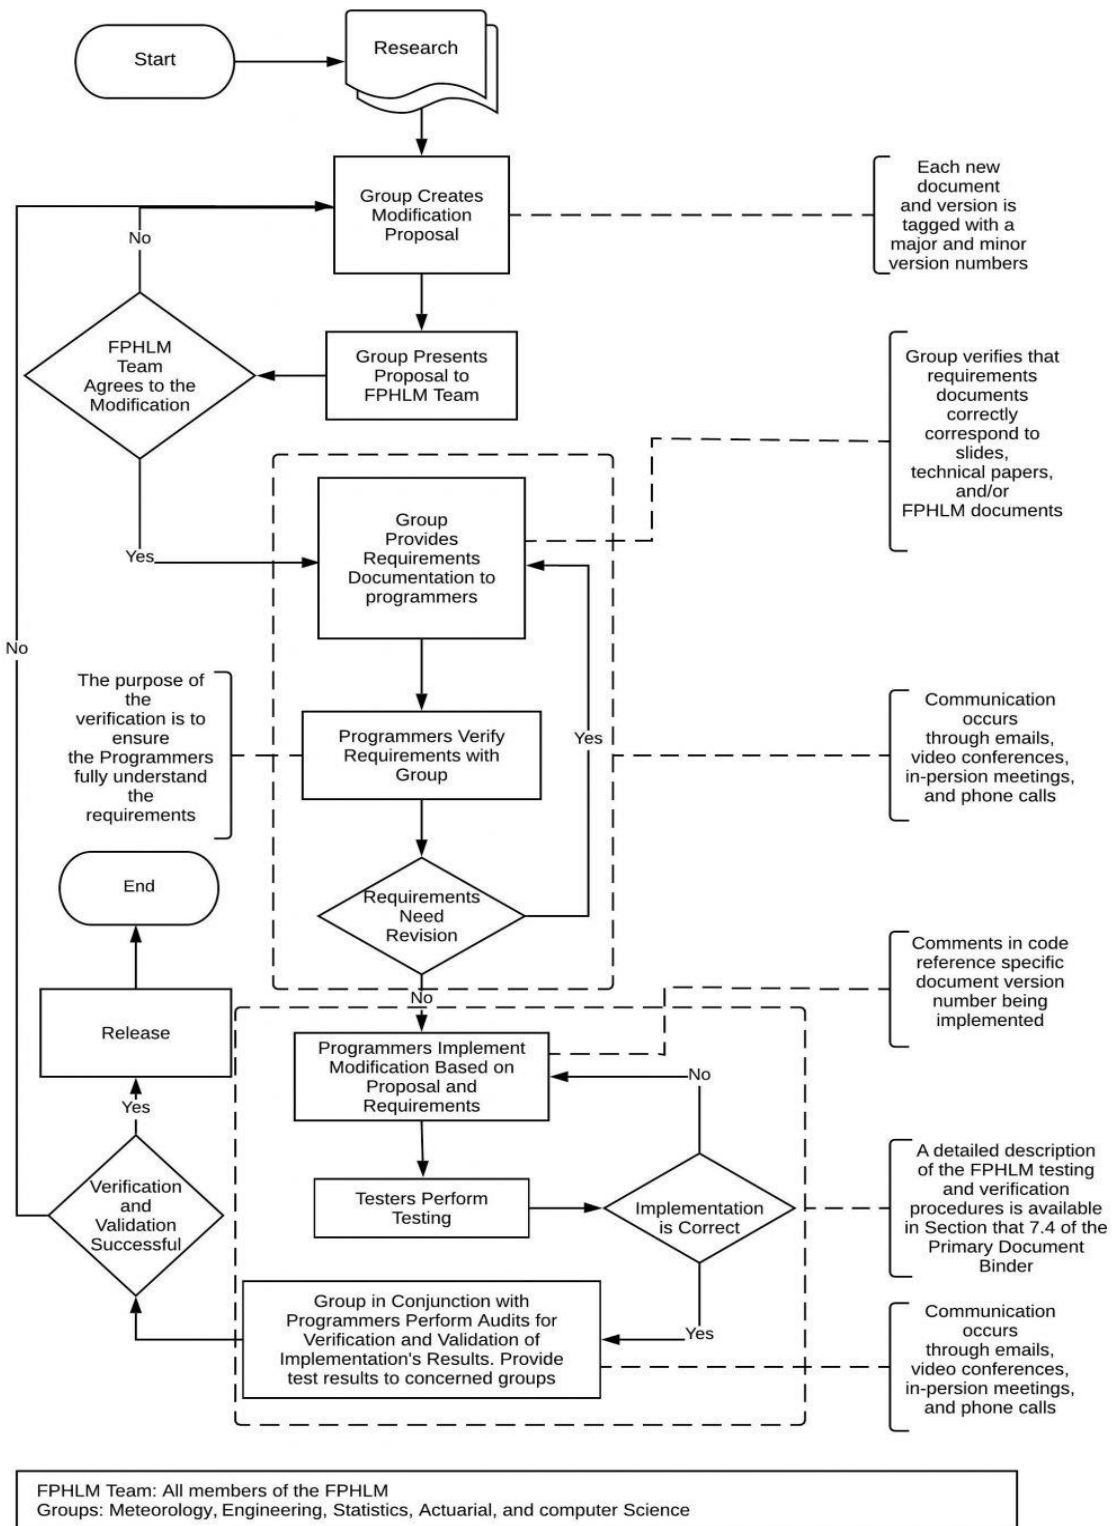 Start
Research
Group Creates
Modification
Proposal
Each new
document
and version is
tagged with a
major and minor
version numbers
No
FPHLM
Team
Agrees to the
Modification
Group Presents
Proposal to
FPHLM Team
Group verifies that
requirements
documents
correctly
correspond to
slides,
technical papers,
and/or
FPHLM documents
Yes
Group
Provides
Requirements
Documentation to
programmers
No
The purpose of
the
verification is to
ensure
the Programmers
fully understand
the
requirements
Programmers Verify
Requirements with
Group
Yes
Communication
occurs
through emails,
video conferences,
in-persion meetings,
and phone calls
End
Requirements
Need
Revision
Comments in code
reference specific
document version
number being
implemented
No
Release
Programmers Implement
Modification Based on
Proposal and
Requirements
No
Yes
Verification
and
Validation
Successful
Testers Perform
Testing
Implementation
is Correct
A detailed description
of the FPHLM testing
and verification
procedures is available
in Section that 7.4 of the
Primary Document
Binder
Group in Conjunction with
Programmers Perform Audits for
Verification and Validation of
Implementation's Results. Provide
test results to concerned groups
Yes
Communication
occurs
through emails,
video conferences,
in-persion meetings,
and phone calls
FPHLM Team: All members of the FPHLM
Groups: Meteorology, Engineering, Statistics, Actuarial, and computer Science